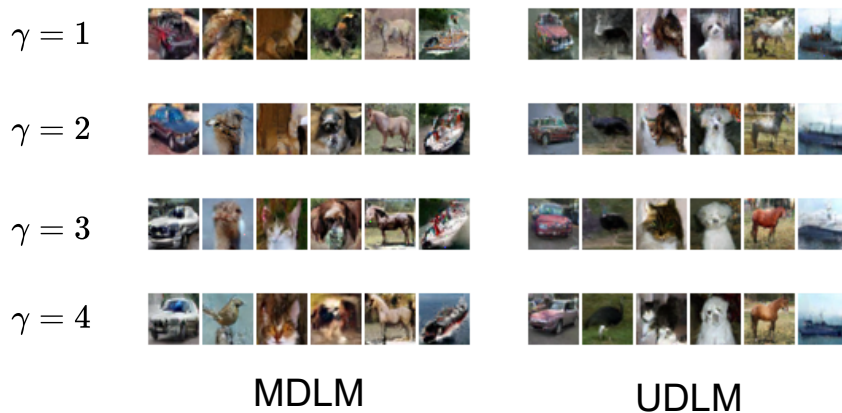 γ = 1
γ = 2
γ = 3
γ = 4
MDLM UDLM